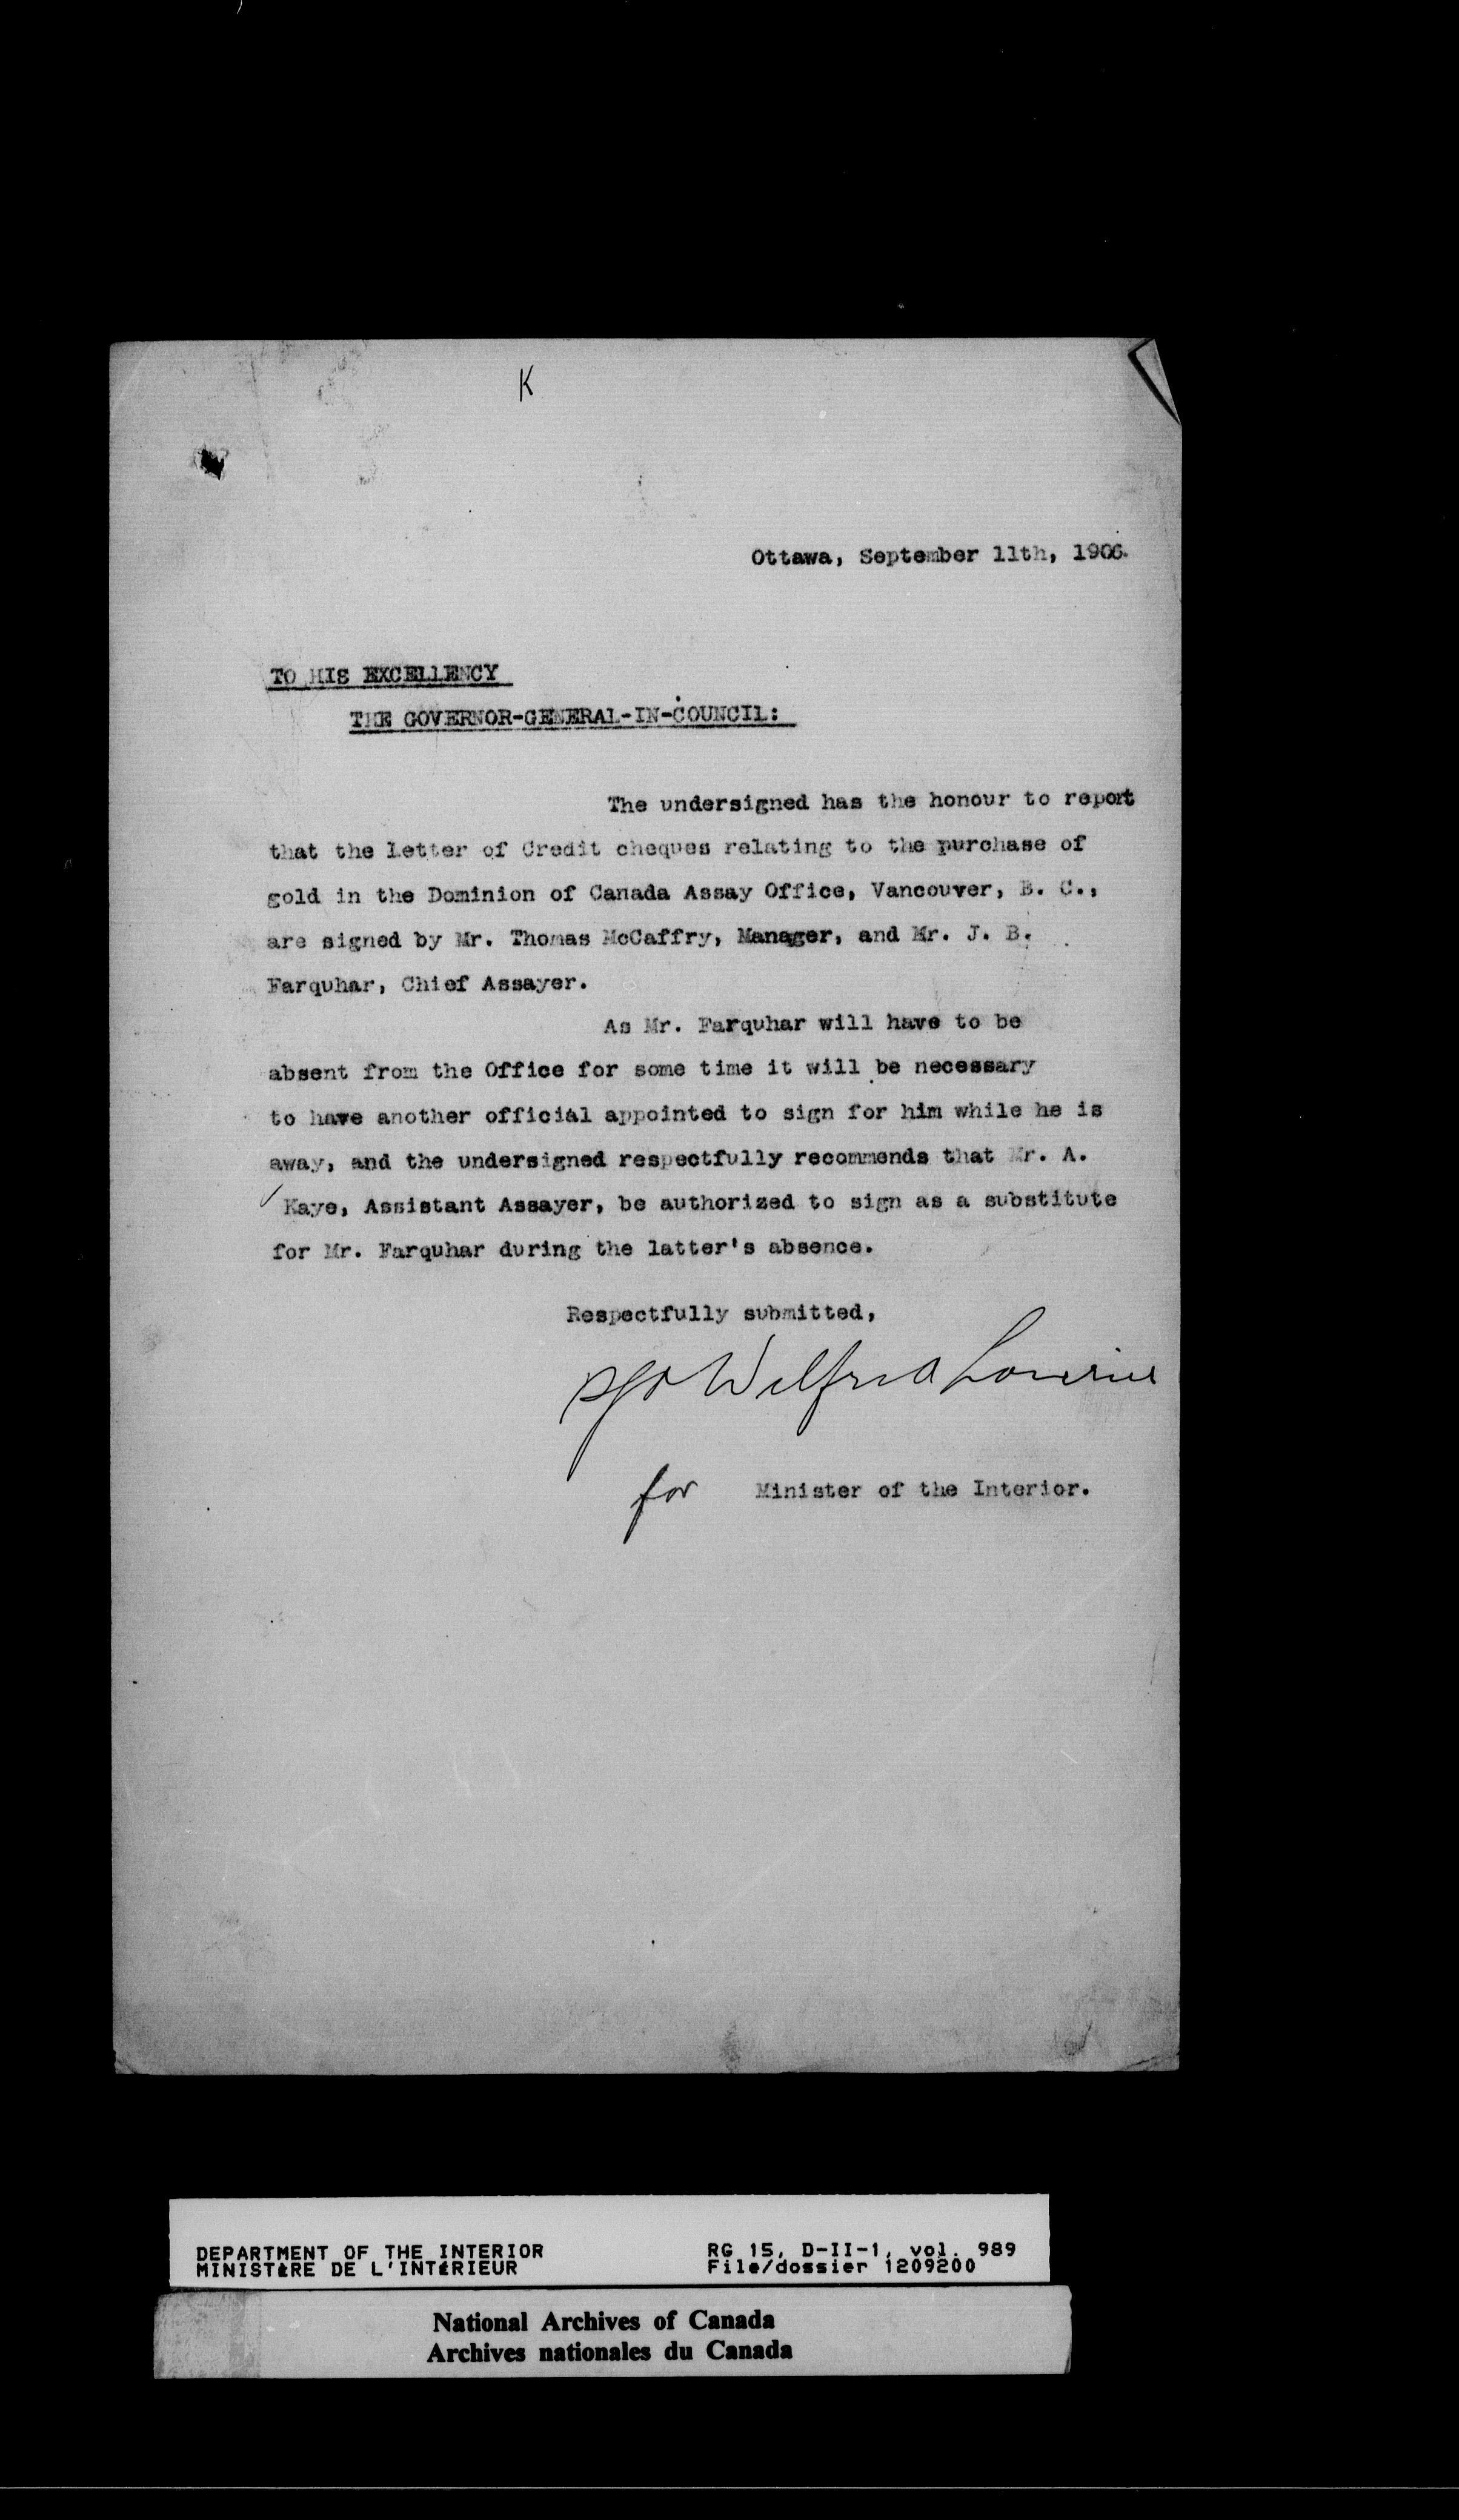 K
Ottawa, September 11th, 1906.
TO HIS EXCELLENCY
THE GOVERNOR-GENERAL-IN-COUNCIL:
The undersigned has the honour to report
that the letter of Credit cheques relating to the purchase of
gold in the Dominion of Canada Assay Office, Vancouver, B. C.,
are signed by Mr. Thomas McCaffry, Manager, and Mr. J. B.
Farquhar, Chief Assayer.
As Mr. Farquhar will have to be
absent from the Office for some time it will be necessary
to have another official appointed to sign for him while he is
away, and the undersigned respectfully recommends that Mr. A.
Kaye, Assistant Assayer, be authorized to sign as a substitute
for Mr. Farquhar during the latter's absence.
Respectfully submitted,
sgd Wilfrid Laurier
for Minister of the Interior.
DEPARTMENT OF THE INTERIOR RG 15, D-II-1, vol. 989
MINISTÈRE DE L'INTÉRIEUR File/dossier 1209200
National Archives of Canada
Archives nationales du Canada